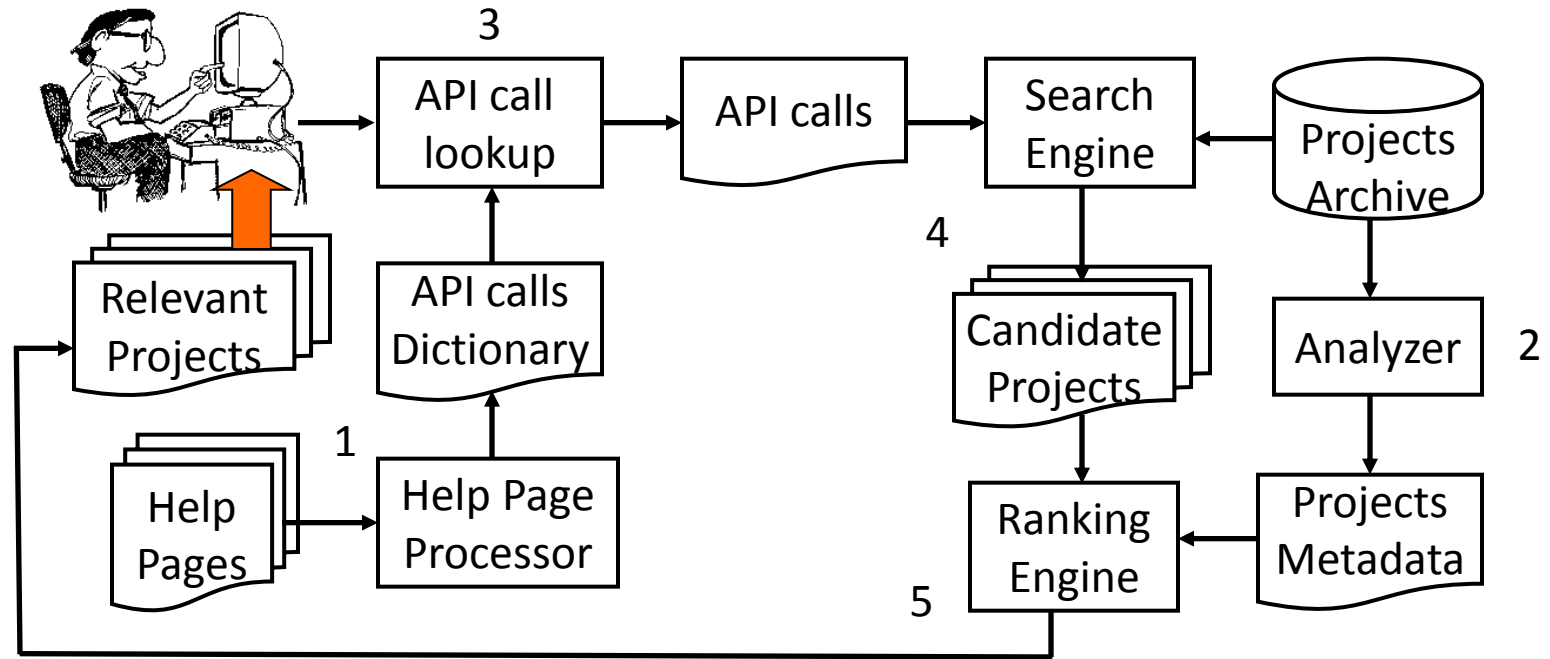 3
API call
lookup
API calls
Search
Engine
Projects
Archive
4
Relevant
Projects
API calls
Dictionary
Candidate
Projects
Analyzer
2
1
Help
Pages
Help Page
Processor
Ranking
Engine
5
Projects
Metadata